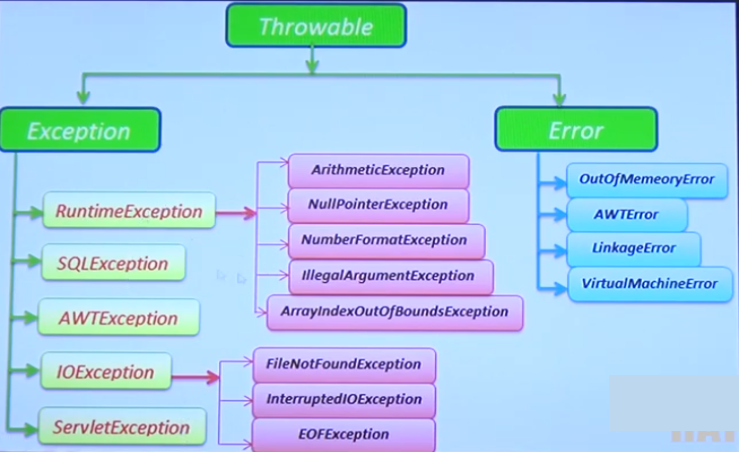 Throwable
Exception
Error
RuntimeException
SQLException
AWTException
IOException
ServletException
ArithmeticException
NullPointerException
NumberFormatException
IllegalArgumentException
ArrayIndexOutOfBoundsException
FileNotFoundException
InterruptedIOException
EOFException
OutOfMemeoryError
AWTError
LinkageError
VirtualMachineError